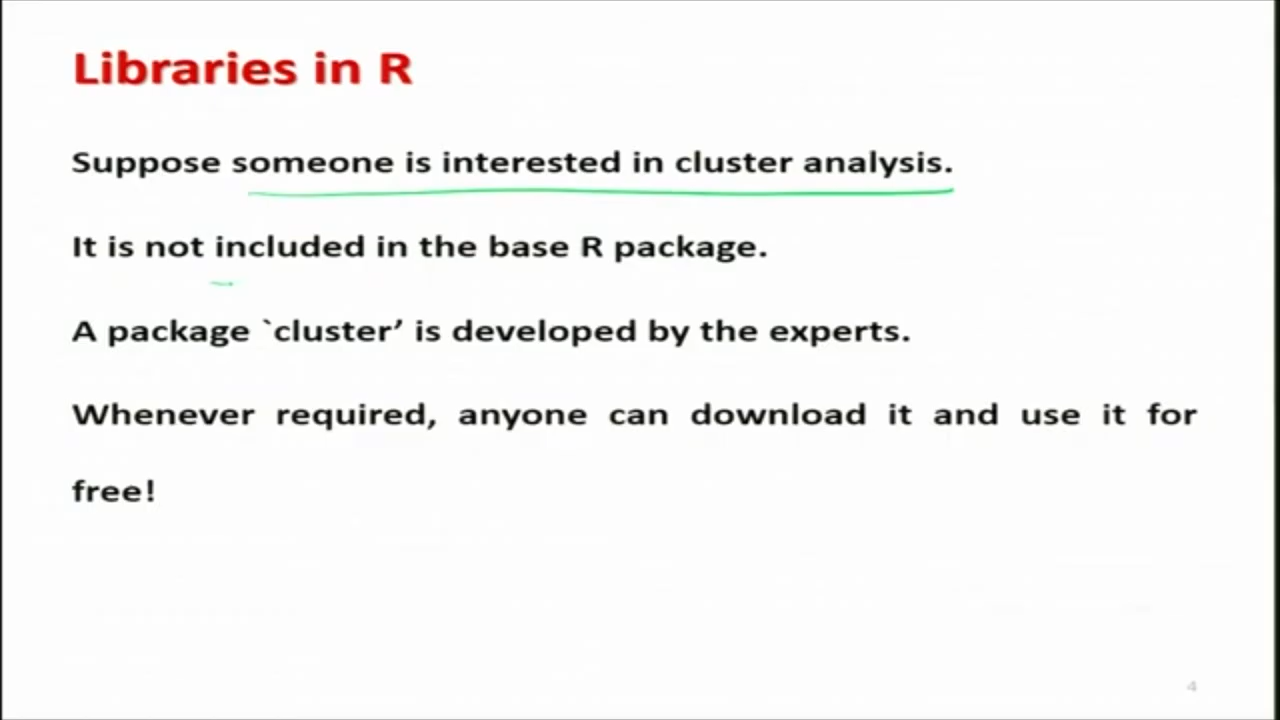 Libraries in R
Suppose someone is interested in cluster analysis.
It is not included in the base R package.
A package `cluster’ is developed by the experts.
Whenever required, anyone can download it and use it for
free!
4